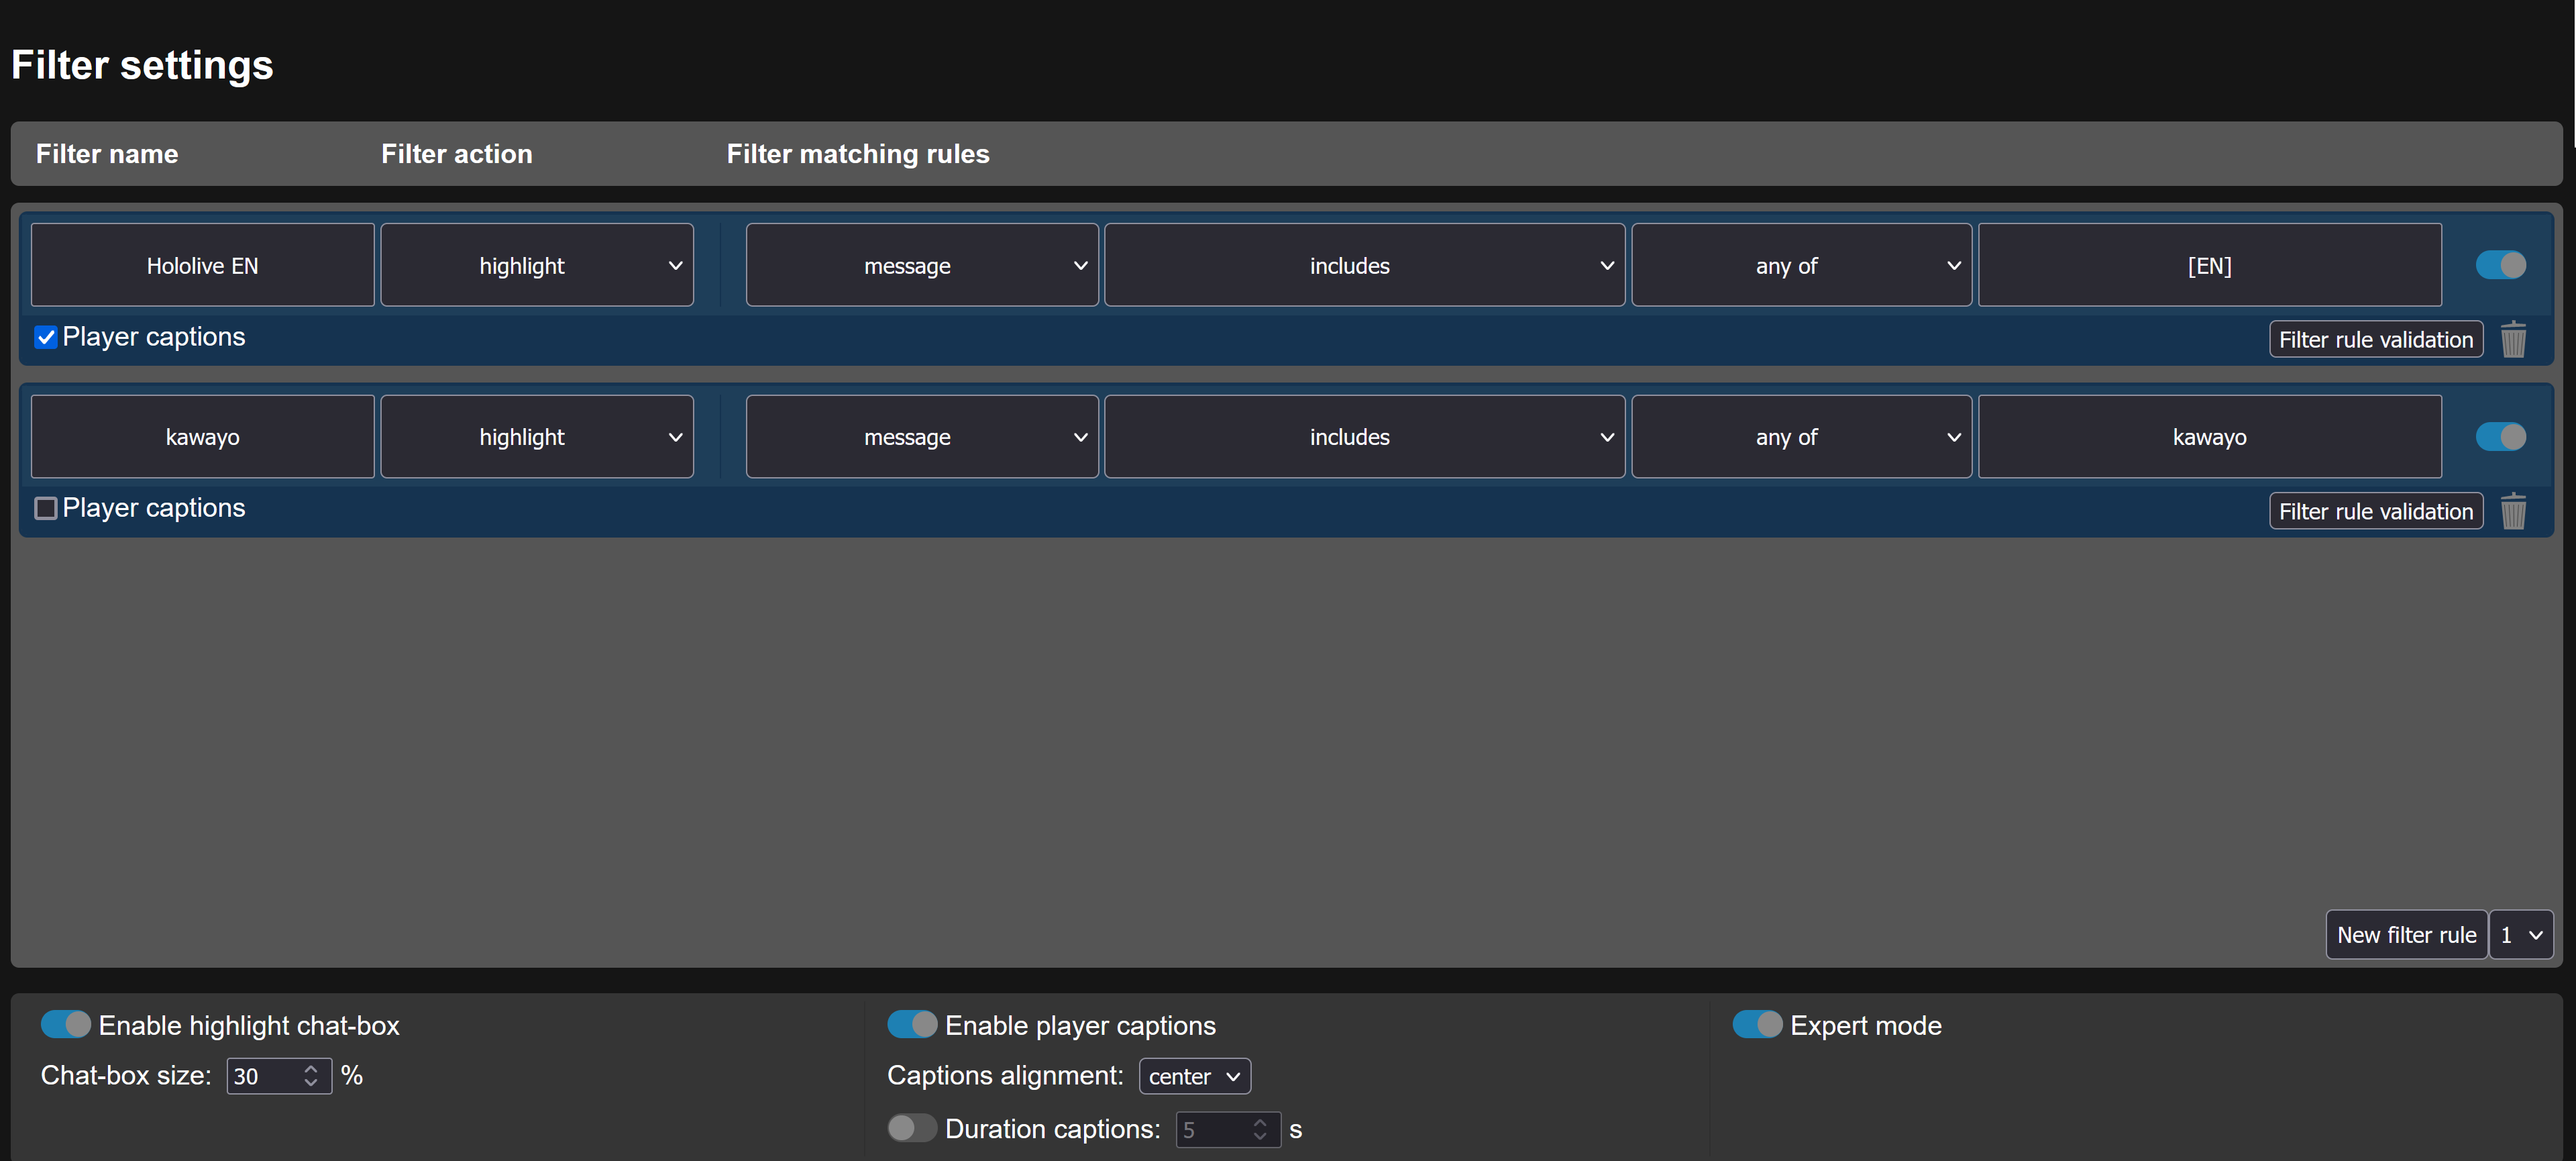 Filter settings
Filter name Filter action Filter matching rules
Hololive EN highlight message includes any of [EN]
Player captions Filter rule validation
kawayo highlight message includes any of kawayo
Player captions Filter rule validation
New filter rule 1
Enable highlight chat-box Enable player captions Expert mode
Chat-box size: 30 % Captions alignment: center
Duration captions: 5 s